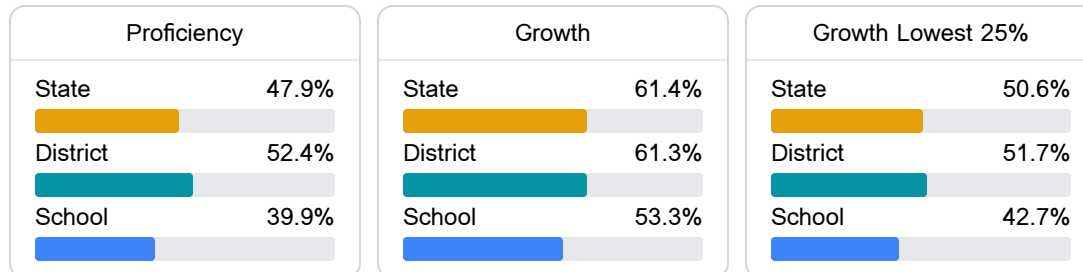 Proficiency
State 47.9%
District 52.4%
School 39.9%
Growth
State 61.4%
District 61.3%
School 53.3%
Growth Lowest 25%
State 50.6%
District 51.7%
School 42.7%